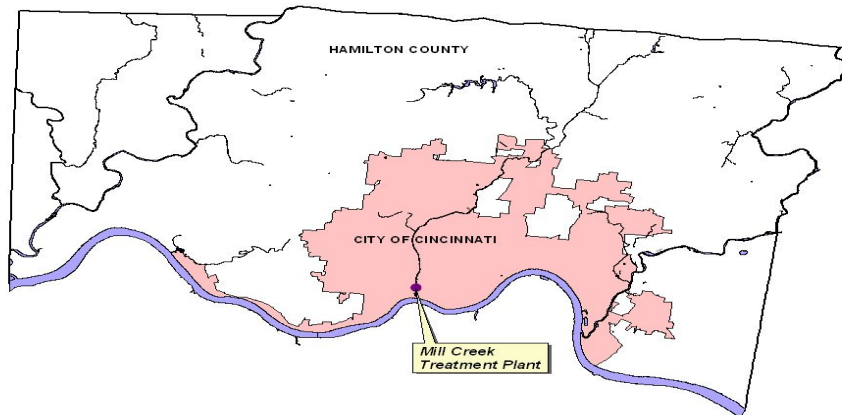 HAMILTON COUNTY
CITY OF CINCINNATI
Mill Creek
Treatment Plant